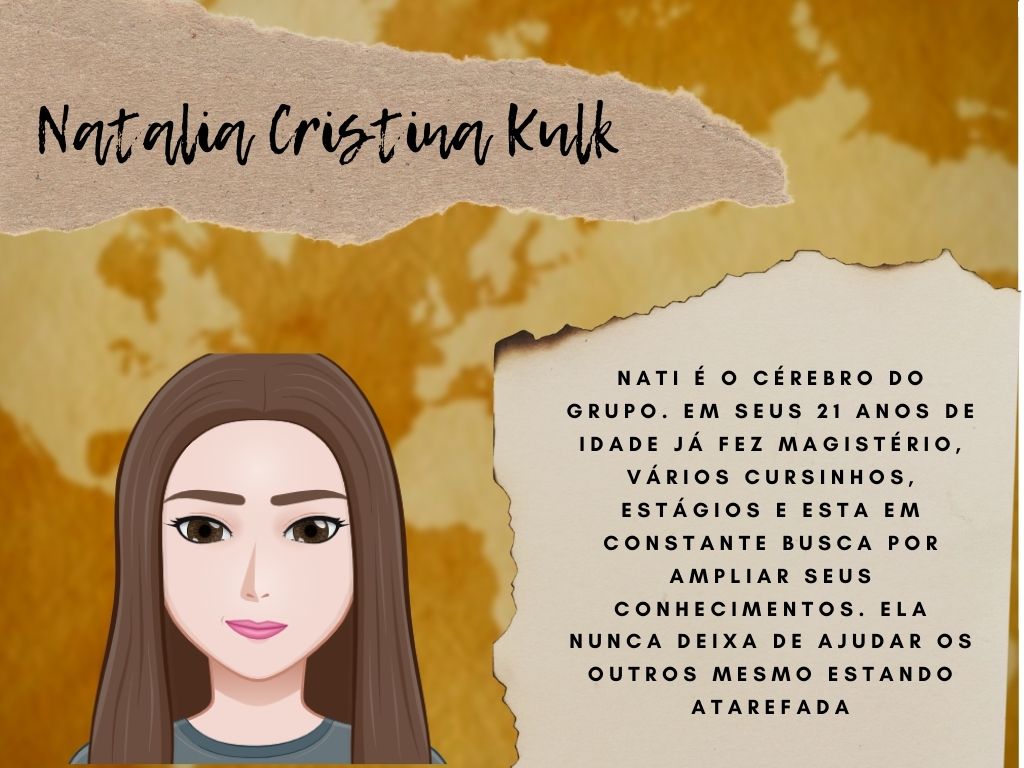 Natalia Cristina Kulk
NATI É O CÉREBRO DO
GRUPO. EM SEUS 21 ANOS DE
IDADE JÁ FEZ MAGISTÉRIO,
VÁRIOS CURSINHOS,
ESTÁGIOS E ESTA EM
CONSTANTE BUSCA POR
AMPLIAR SEUS
CONHECIMENTOS. ELA
NUNCA DEIXA DE AJUDAR OS
OUTROS MESMO ESTANDO
ATAREFADA